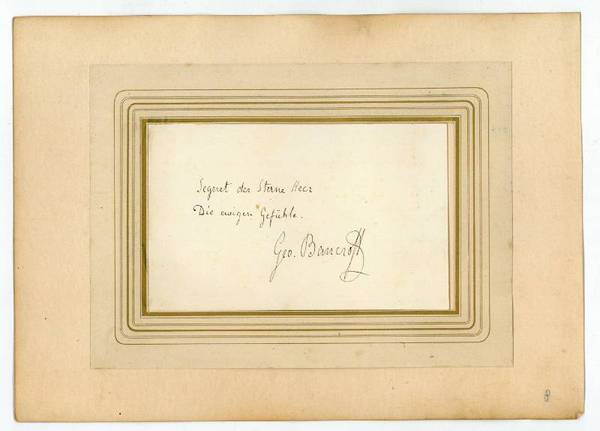 Segnet der Sterne Heer
Die ewigen Gefühle.
Geo. Bancroft